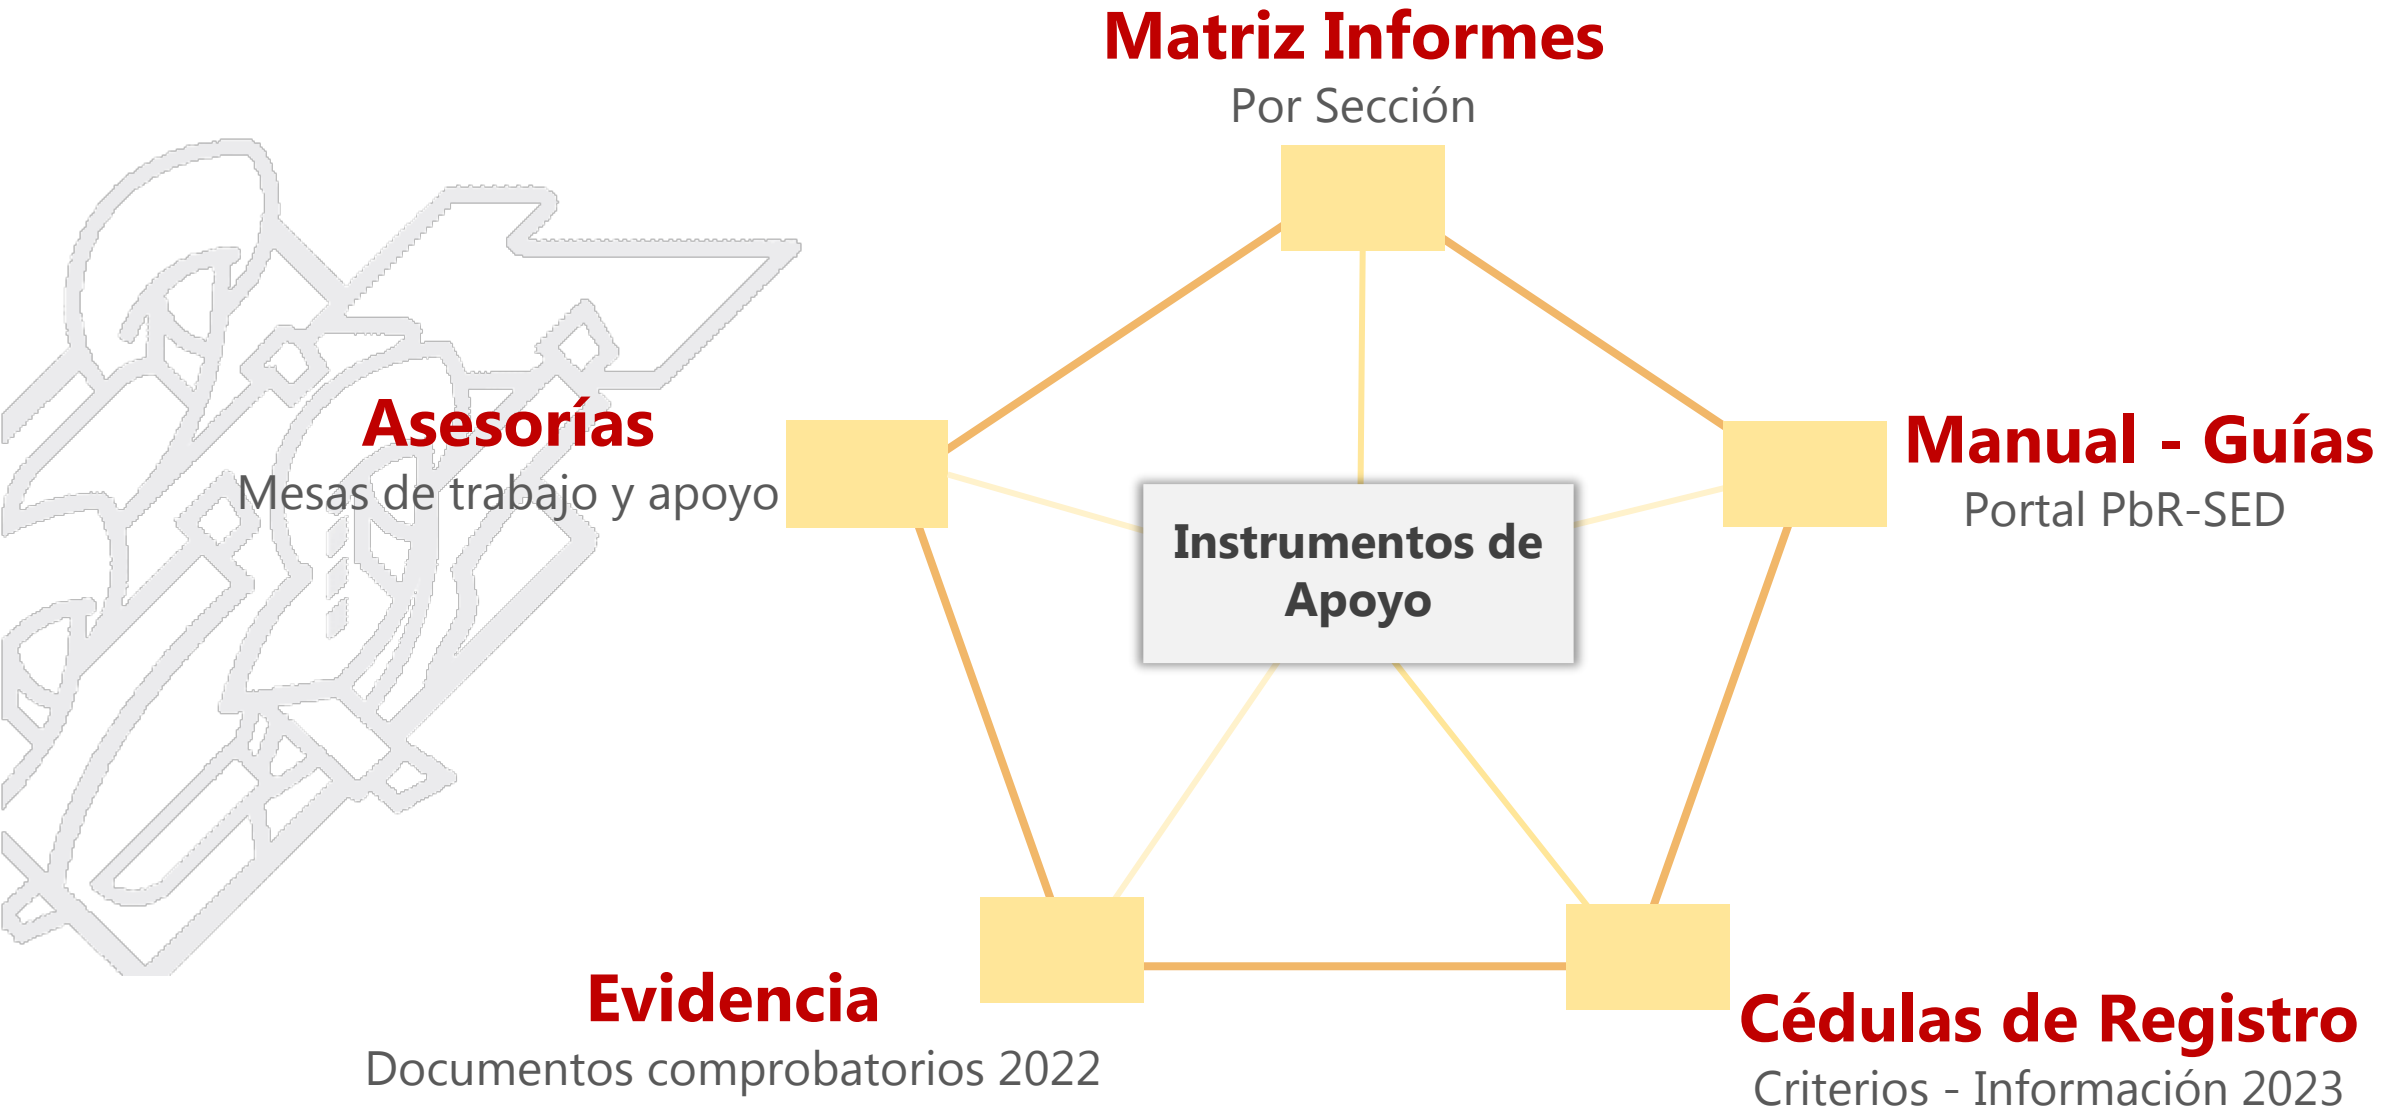 Matriz Informes
Por Sección
Asesorías
Mesas de trabajo y apoyo
Manual - Guías
Portal PbR-SED
Instrumentos de
Apoyo
Evidencia
Documentos comprobatorios 2022
Cédulas de Registro
Criterios - Información 2023